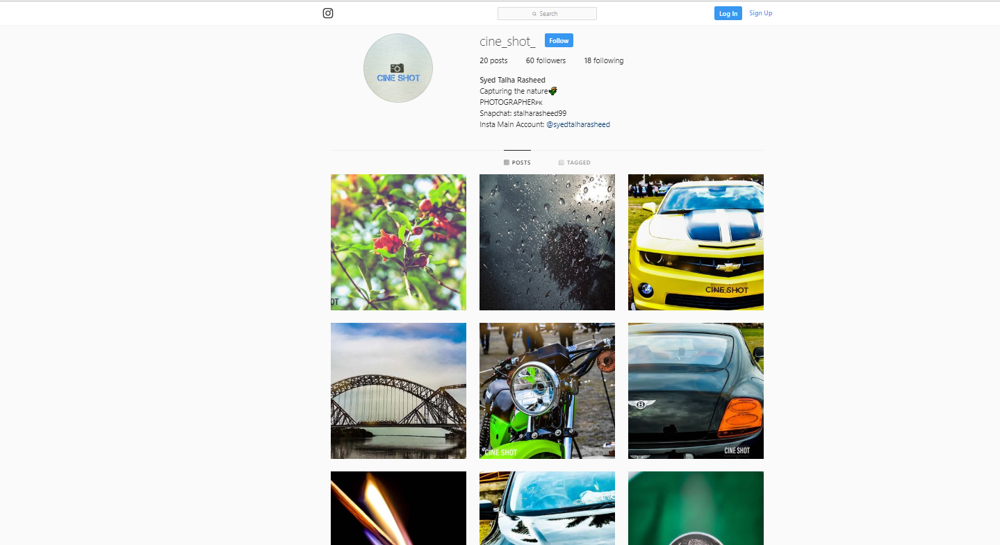 Search
Log In
Sign Up
CINE SHOT
cine_shot_
Follow
20 posts
60 followers
18 following
Syed Talha Rasheed
Capturing the nature
PHOTOGRAPHERPK
Snapchat: stalharasheed99
Insta Main Account: @syedtalharasheed
POSTS
TAGGED
OT
CINE SHOT
CINE SHOT
CINE SHOT